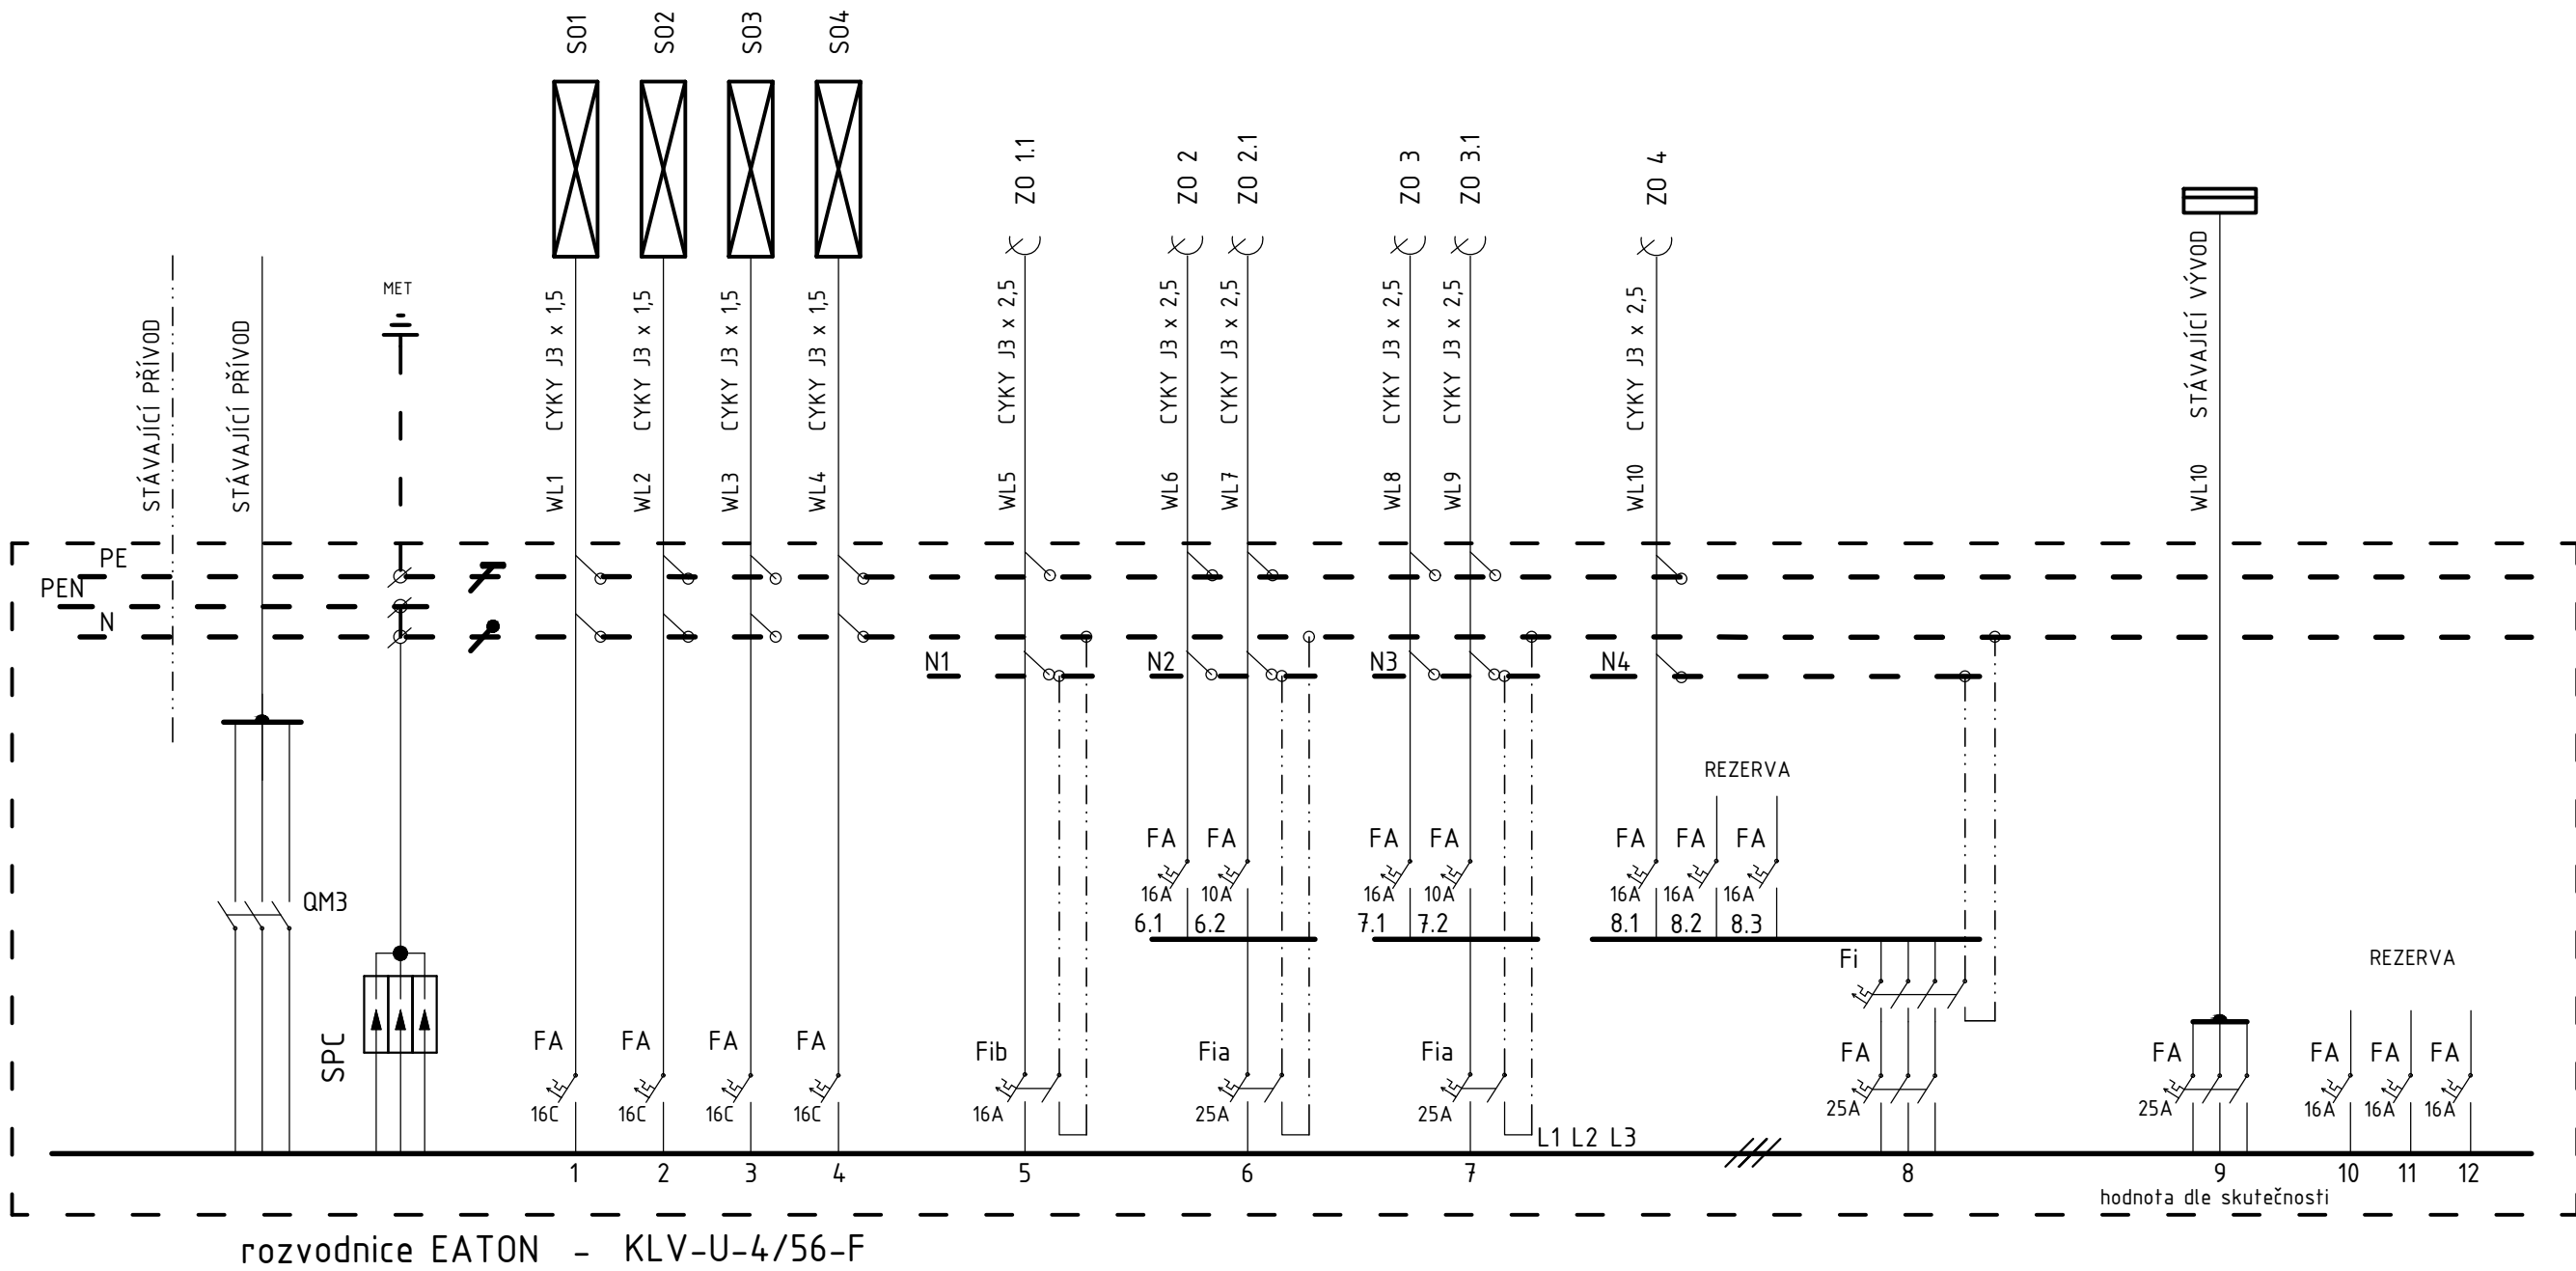 SO1
SO2
SO3
SO4
ZO 1.1
ZO 2
ZO 2.1
ZO 3
ZO 3.1
ZO 4
STÁVAJÍCÍ PŘÍVOD
STÁVAJÍCÍ PŘÍVOD
MET
WL1 CYKY J3 x 1,5
WL2 CYKY J3 x 1,5
WL3 CYKY J3 x 1,5
WL4 CYKY J3 x 1,5
WL5 CYKY J3 x 2,5
WL6 CYKY J3 x 2,5
WL7 CYKY J3 x 2,5
WL8 CYKY J3 x 2,5
WL9 CYKY J3 x 2,5
WL10 CYKY J3 x 2,5
WL10 STÁVAJÍCÍ VÝVOD
PE
PEN
N
N1
N2
N3
N4
REZERVA
FA
FA
FA
FA
FA
FA
FA
16A
10A
16A
10A
16A
16A
16A
6.1
6.2
7.1
7.2
8.1
8.2
8.3
QM3
SPC
Fi
REZERVA
FA
FA
FA
FA
Fib
Fia
Fia
FA
FA
FA
FA
FA
16C
16C
16C
16C
16A
25A
25A
25A
25A
16A
16A
16A
L1 L2 L3
1
2
3
4
5
6
7
8
9
10
11
12
hodnota dle skutečnosti
rozvodnice EATON - KLV-U-4/56-F